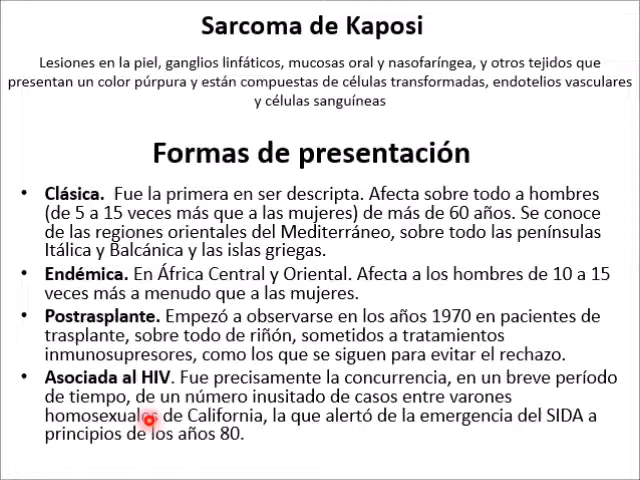 Sarcoma de Kaposi
Lesiones en la piel, ganglios linfáticos, mucosas oral y nasofaríngea, y otros tejidos que
presentan un color púrpura y están compuestas de células transformadas, endotelios vasculares
y células sanguíneas
Formas de presentación
• Clásica. Fue la primera en ser descripta. Afecta sobre todo a hombres
(de 5 a 15 veces más que a las mujeres) de más de 60 años. Se conoce
de las regiones orientales del Mediterráneo, sobre todo las penínsulas
Itálica y Balcánica y las islas griegas.
• Endémica. En África Central y Oriental. Afecta a los hombres de 10 a 15
veces más a menudo que a las mujeres.
• Postrasplante. Empezó a observarse en los años 1970 en pacientes de
trasplante, sobre todo de riñón, sometidos a tratamientos
inmunosupresores, como los que se siguen para evitar el rechazo.
• Asociada al HIV. Fue precisamente la concurrencia, en un breve período
de tiempo, de un número inusitado de casos entre varones
homosexuales de California, la que alertó de la emergencia del SIDA a
principios de los años 80.